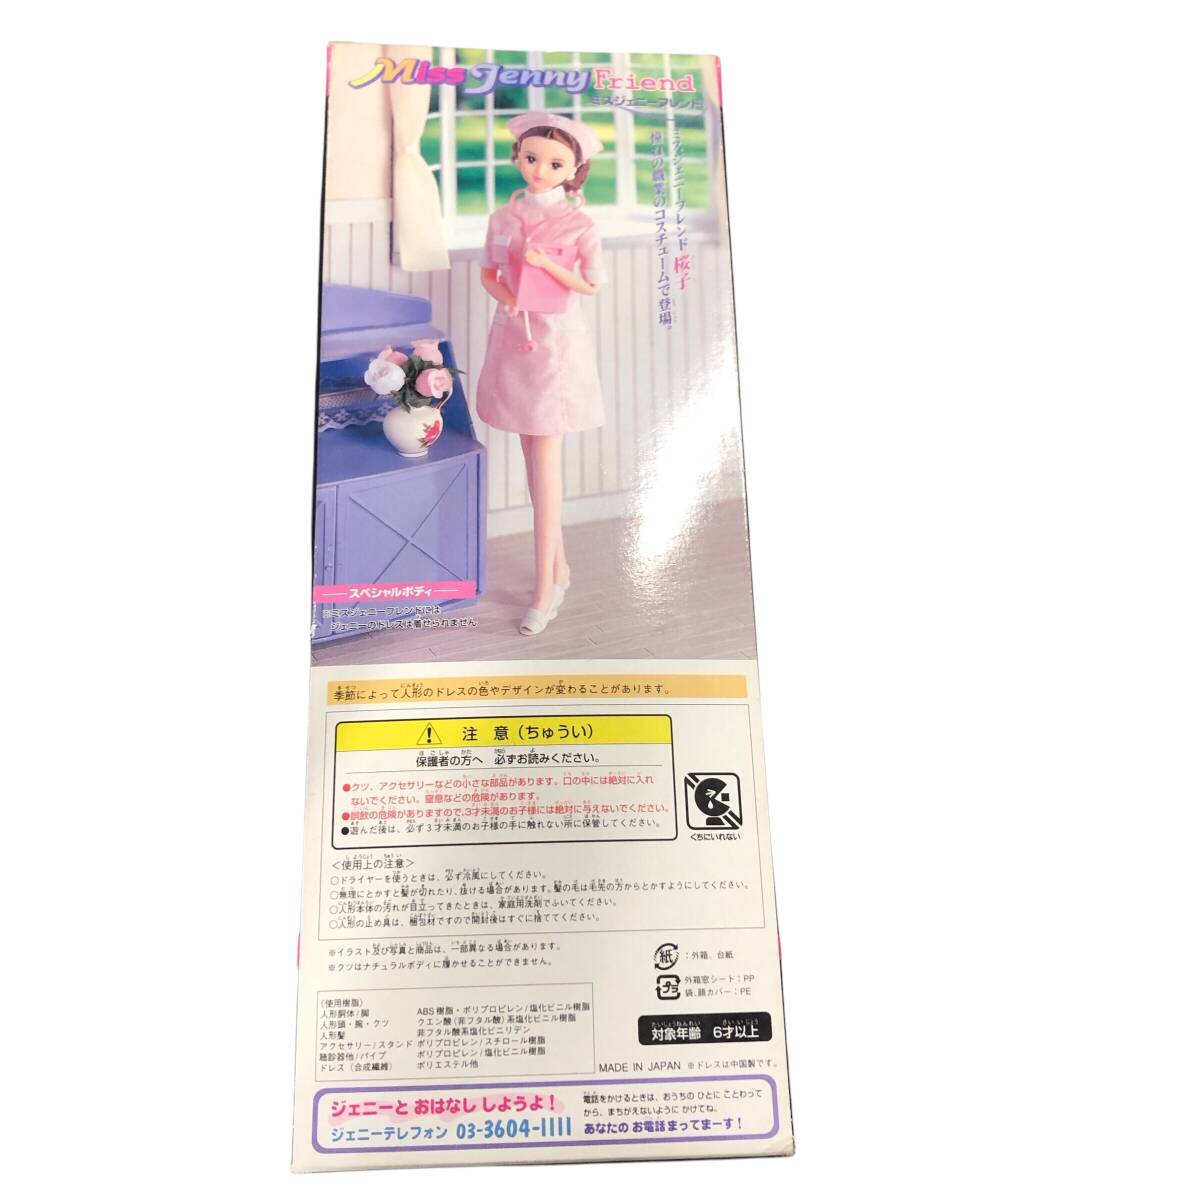 Miss Jenny Friend
ミスジェニーフレンド
ミスジェニーフレンド 桜子
憧れの職業のコスチュームで登場。
スペシャルボディ
※ミスジェニーフレンドには
ジェニーのドレスは着せられません
季節によって人形のドレスの色やデザインが変わることがあります。
注 意(ちゅうい)
保護者の方へ 必ずお読みください。
●クツ、アクセサリーなどの小さな部品があります。口の中には絶対に入れ
ないでください。窒息などの危険があります。
●誤飲の危険がありますので、3才未満のお子様には絶対に与えないでください。
●遊んだ後は、必ず3才未満のお子様の手に触れない所に保管してください。
くちにいれない
<使用上の注意>
○ドライヤーを使うときは、必ず冷風にしてください。
○無理にとかすと髪が切れたり、抜ける場合があります。髪の毛は毛先の方からとかすようにしてください。
○人形本体の汚れが目立ってきたときは、家庭用洗剤でふいてください。
○人形の止め具は、梱包材ですので開封後はすぐに捨ててください。
※イラスト及び写真と商品は、一部異なる場合があります。
※クツはナチュラルボディに履かせることができません。
紙:外箱、台紙
プラ 外箱窓シート:PP
袋、顔カバー:PE
対象年齢 6才以上
〈使用樹脂〉
人形胴体/脚 ABS樹脂・ポリプロピレン/塩化ビニル樹脂
人形頭・腕・クツ クエン酸(非フタル酸)系塩化ビニル樹脂
人形髪 非フタル酸系塩化ビニリデン
アクセサリー/スタンド ポリプロピレン/スチロール樹脂
聴診器他/パイプ ポリプロピレン/塩化ビニル樹脂
ドレス(合成繊維) ポリエステル他
MADE IN JAPAN ※ドレスは中国製です。
ジェニーと おはなし しようよ!
ジェニーテレフォン 03-3604-1111
電話をかけるときは、おうちの ひとに ことわって
から、まちがえないように かけてね。
あなたの お電話まってまーす!